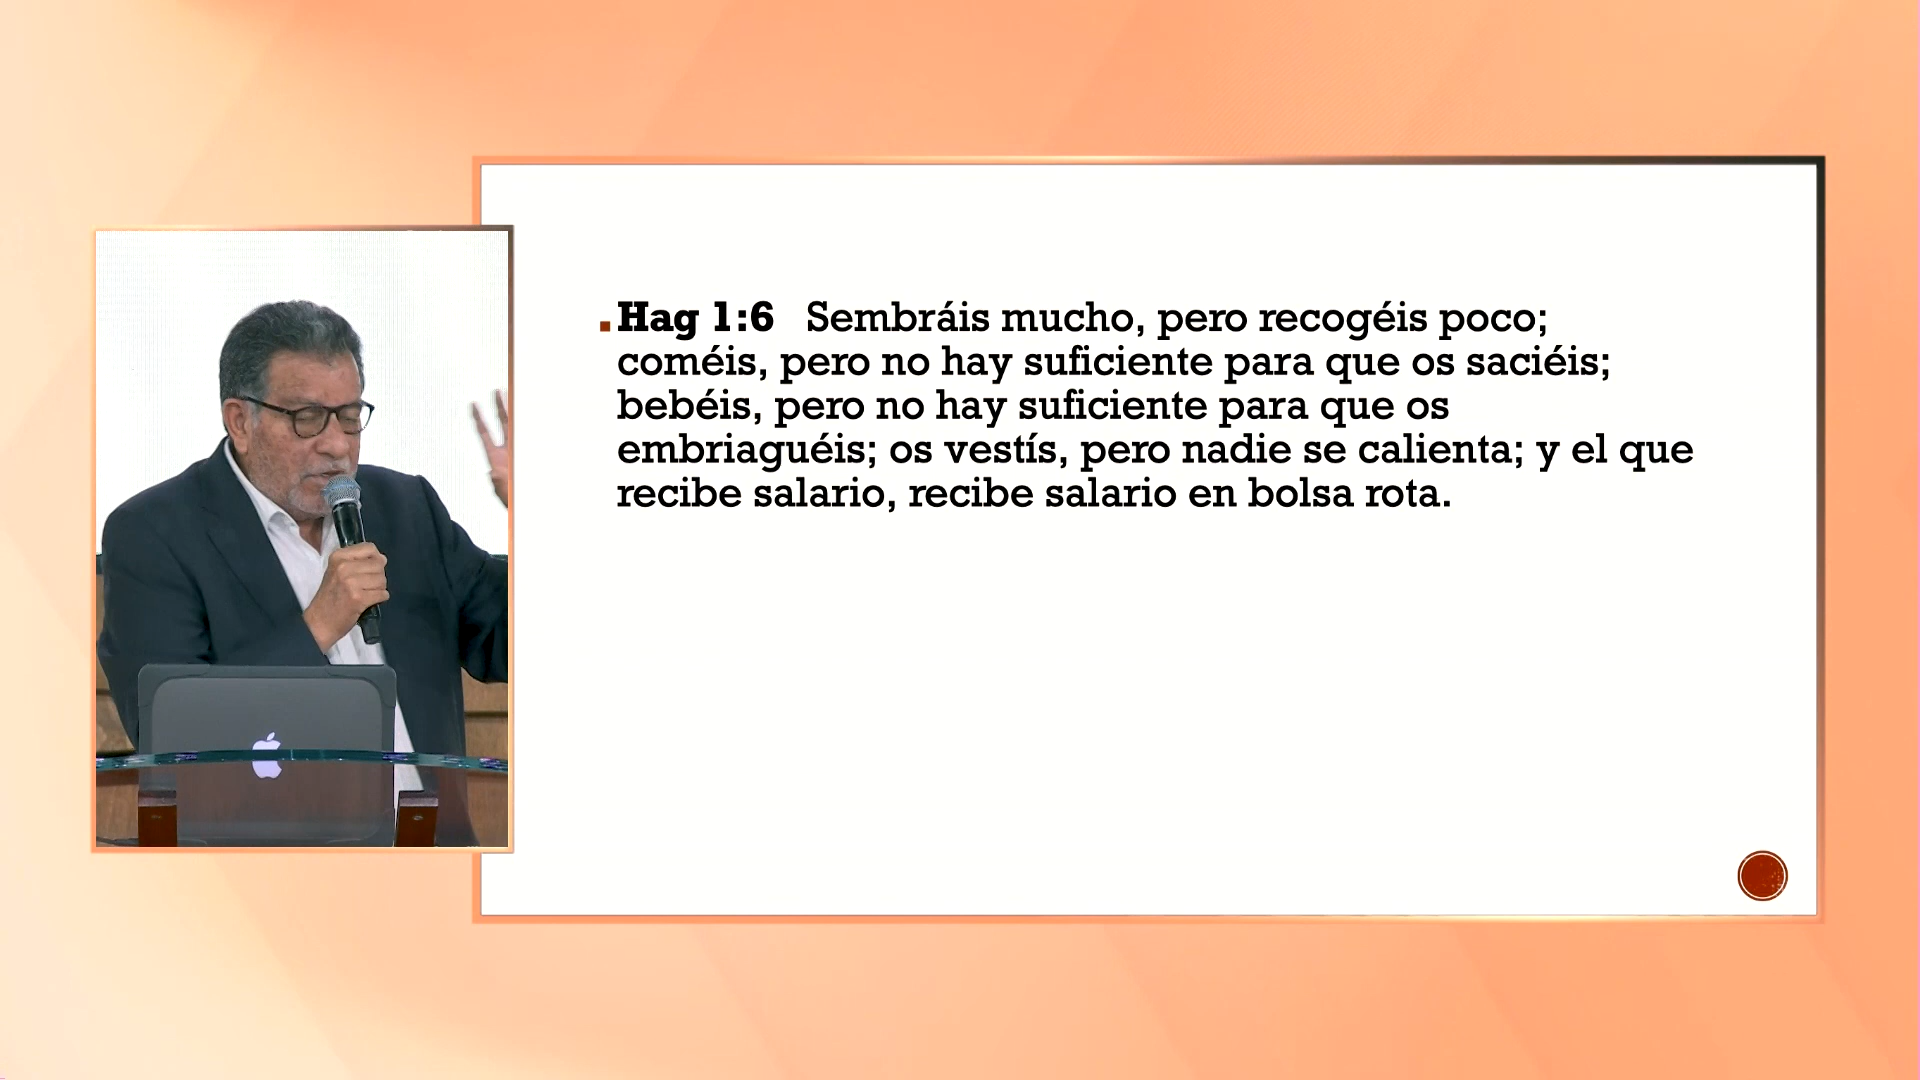 Hag 1:6 Sembráis mucho, pero recogéis poco;
coméis, pero no hay suficiente para que os saciéis;
bebéis, pero no hay suficiente para que os
embriaguéis; os vestís, pero nadie se calienta; y el que
recibe salario, recibe salario en bolsa rota.